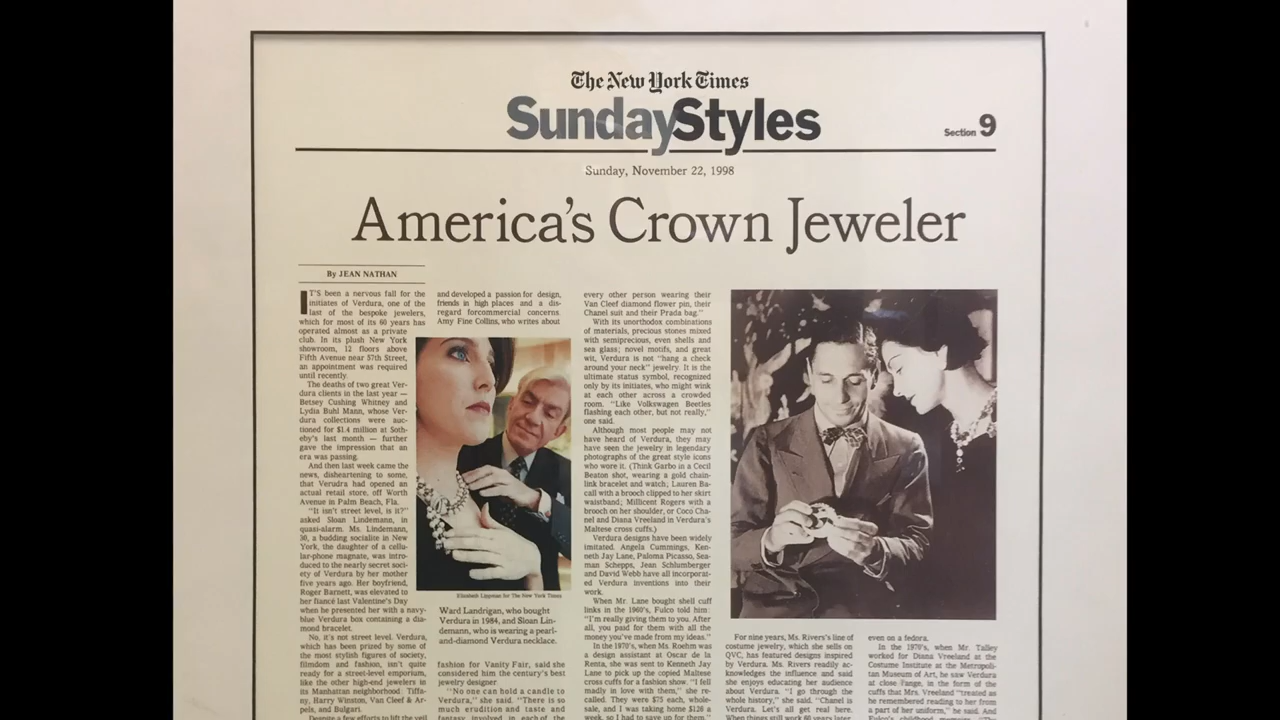 The New York Times
SundayStyles
Section 9
Sunday, November 22, 1998
America's Crown Jeweler
By JEAN NATHAN
IT'S been a nervous fall for the
initiates of Verdura, one of the
last of the bespoke jewelers,
which for most of its 60 years has
operated almost as a private
club. In its plush New York
showroom, 12 floors above
Fifth Avenue near 57th Street,
an appointment was required
until recently.
The deaths of two great Ver-
dura clients in the last year —
Betsey Cushing Whitney and
Lydia Buhl Mann, whose Ver-
dura collections were auc-
tioned for $1.4 million at Soth-
eby's last month — further
gave the impression that an
era was passing.
And then last week came the
news, disheartening to some,
that Verudra had opened an
actual retail store, off Worth
Avenue in Palm Beach, Fla.
"It isn't street level, is it?"
asked Sloan Lindemann, in
quasi-alarm. Ms. Lindemann,
30, a budding socialite in New
York, the daughter of a cellu-
lar-phone magnate, was intro-
duced to the nearly secret soci-
ety of Verdura by her mother
five years ago. Her boyfriend,
Roger Barnett, was elevated to
her fiancé last Valentine's Day
when he presented her with a navy-
blue Verdura box containing a dia-
mond bracelet.
No, it's not street level. Verdura,
which has been prized by some of
the most stylish figures of society,
filmdom and fashion, isn't quite
ready for a street-level emporium,
like the other high-end jewelers in
its Manhattan neighborhood: Tiffa-
ny, Harry Winston, Van Cleef & Ar-
pels, and Bulgari.
Despite a few efforts to lift the veil
and developed a passion for design,
friends in high places and a dis-
regard forcommercial concerns.
Amy Fine Collins, who writes about
Elizabeth Lippman for The New York Times
Ward Landrigan, who bought
Verdura in 1984, and Sloan Lin-
demann, who is wearing a pearl-
and-diamond Verdura necklace.
fashion for Vanity Fair, said she
considered him the century's best
jewelry designer.
"No one can hold a candle to
Verdura," she said. "There is so
much erudition and taste and
fantasy involved in each of the
every other person wearing their
Van Cleef diamond flower pin, their
Chanel suit and their Prada bag."
With its unorthodox combinations
of materials, precious stones mixed
with semiprecious, even shells and
sea glass; novel motifs, and great
wit, Verdura is not "hang a check
around your neck" jewelry. It is the
ultimate status symbol, recognized
only by its initiates, who might wink
at each other across a crowded
room. "Like Volkswagen Beetles
flashing each other, but not really,"
one said.
Although most people may not
have heard of Verdura, they may
have seen the jewelry in legendary
photographs of the great style icons
who wore it. (Think Garbo in a Cecil
Beaton shot, wearing a gold chain-
link bracelet and watch; Lauren Ba-
call with a brooch clipped to her skirt
waistband; Millicent Rogers with a
brooch on her shoulder, or Coco Cha-
nel and Diana Vreeland in Verdura's
Maltese cross cuffs.)
Verdura designs have been widely
imitated. Angela Cummings, Ken-
neth Jay Lane, Paloma Picasso, Sea-
man Schepps, Jean Schlumberger
and David Webb have all incorporat-
ed Verdura inventions into their
work.
When Mr. Lane bought shell cuff
links in the 1960's, Fulco told him:
"I'm really giving them to you. After
all, you paid for them with all the
money you've made from my ideas."
In the 1970's, when Ms. Roehm was
a design assistant at Oscar de la
Renta, she was sent to Kenneth Jay
Lane to pick up the copied Maltese
cross cuffs for a fashion show. "I fell
madly in love with them," she re-
called. They were $75 each, whole-
sale, and I was taking home $126 a
week, so I had to save up for them."
For nine years, Ms. Rivers's line of
costume jewelry, which she sells on
QVC, has featured designs inspired
by Verdura. Ms. Rivers readily ac-
knowledges the influence and said
she enjoys educating her audience
about Verdura. "I go through the
whole history," she said. "Chanel is
Verdura. Let's all get real here.
When things still work 60 years later,
even on a fedora.
In the 1970's, when Mr. Talley
worked for Diana Vreeland at the
Costume Institute at the Metropoli-
tan Museum of Art, he saw Verdura
at close range, in the form of the
cuffs that Mrs. Vreeland "treated as
he remembered reading to her from
a part of her uniform," he said. And